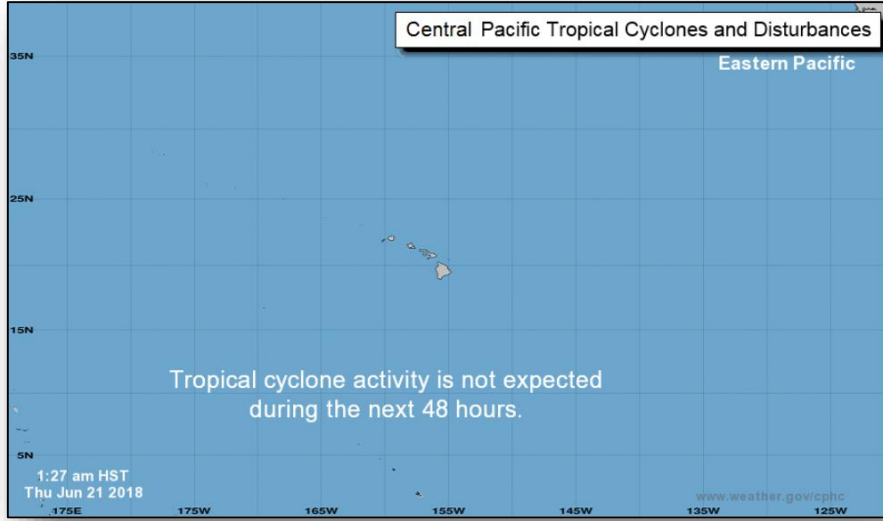 Central Pacific Tropical Cyclones and Disturbances
Eastern Pacific
35N
25N
15N
Tropical cyclone activity is not expected
during the next 48 hours.
5N
1:27 am HST
Thu Jun 21 2018
www.weather.gov/cphc
175E
175W
165W
155W
145W
135W
125W